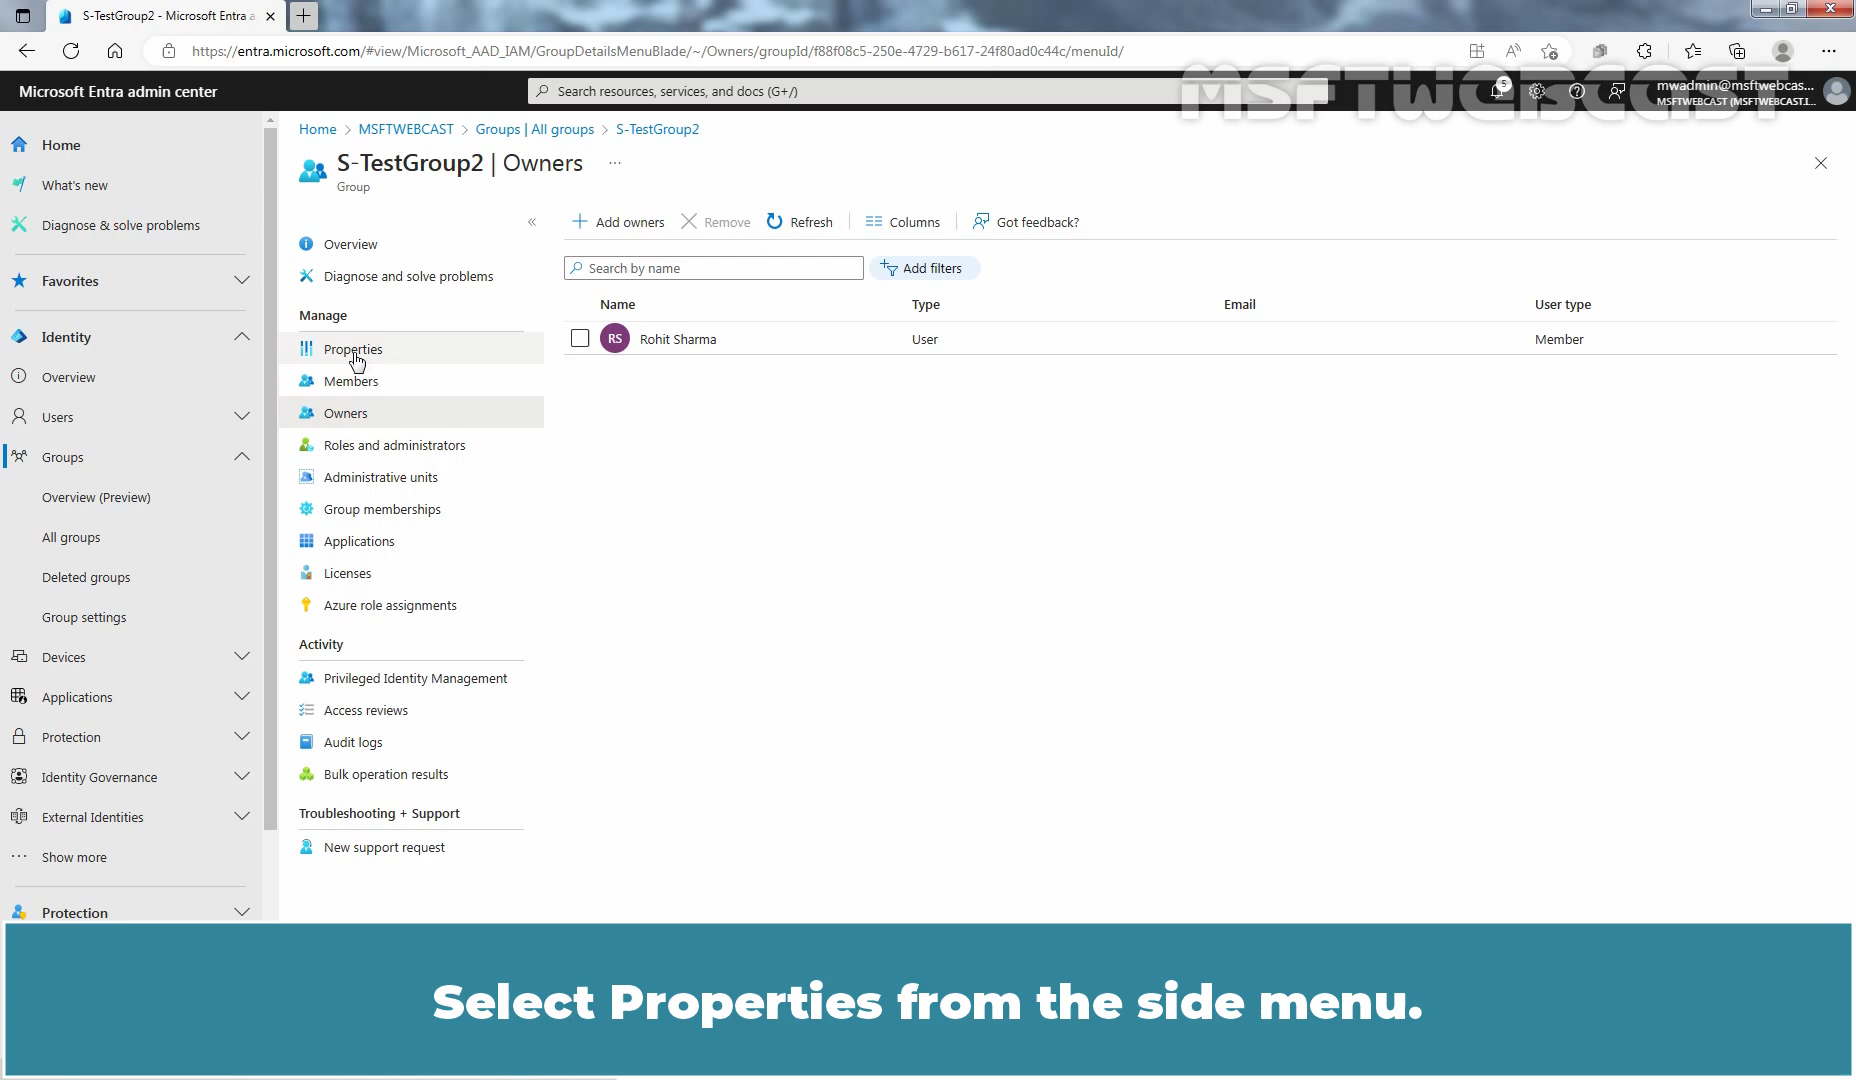 S-TestGroup2 - Microsoft Entra a
https://entra.microsoft.com/#view/Microsoft_AAD_IAM/GroupDetailsMenuBlade/~/Owners/groupId/f88f08c5-250e-4729-b617-24f80ad0c44c/menuId/
MSFTWEBCAST
Microsoft Entra admin center
Search resources, services, and docs (G+/)
5
mwadmin@msftwebcas...
MSFTWEBCAST (MSFTWEBCAST.I...
Home
What's new
Diagnose & solve problems
Favorites
Identity
Overview
Users
Groups
Overview (Preview)
All groups
Deleted groups
Group settings
Devices
Applications
Protection
Identity Governance
External Identities
Show more
Protection
Home > MSFTWEBCAST > Groups | All groups > S-TestGroup2
S-TestGroup2 | Owners ...
Group
Overview
Diagnose and solve problems
Manage
Properties
Members
Owners
Roles and administrators
Administrative units
Group memberships
Applications
Licenses
Azure role assignments
Activity
Privileged Identity Management
Access reviews
Audit logs
Bulk operation results
Troubleshooting + Support
New support request
Add owners Remove Refresh Columns Got feedback?
Search by name Add filters
Name Type Email User type
RS Rohit Sharma User Member
Select Properties from the side menu.